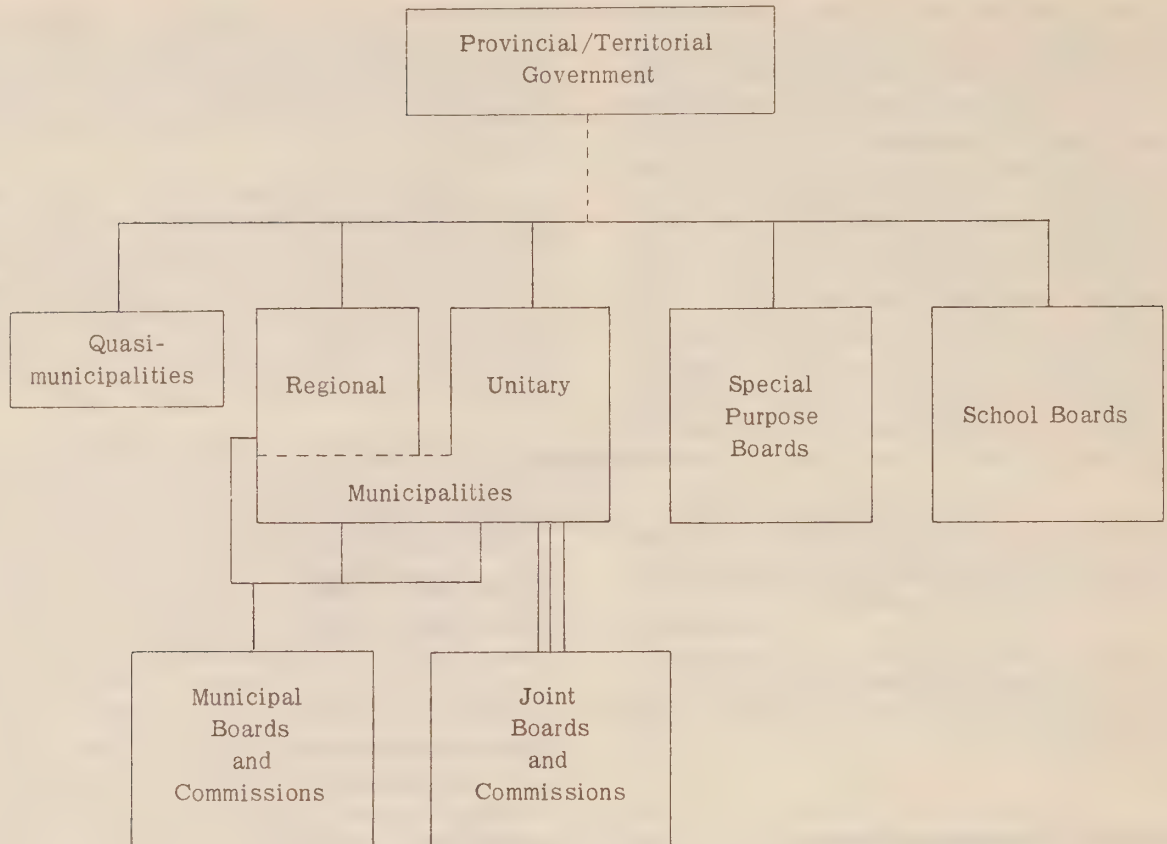 Provincial/Territorial
Government
Quasi-
municipalities
Regional
Unitary
Municipalities
Special
Purpose
Boards
School Boards
Municipal
Boards
and
Commissions
Joint
Boards
and
Commissions